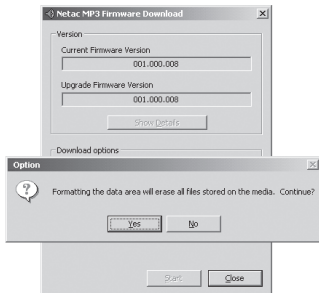 Netac MP3 Firmware Download
Version
Current Firmware Version
001.000.008
Upgrade Firmware Version
001.000.008
Show Details
Download options
Option
Formatting the data area will erase all files stored on the media. Continue?
Yes
No
Start
Close